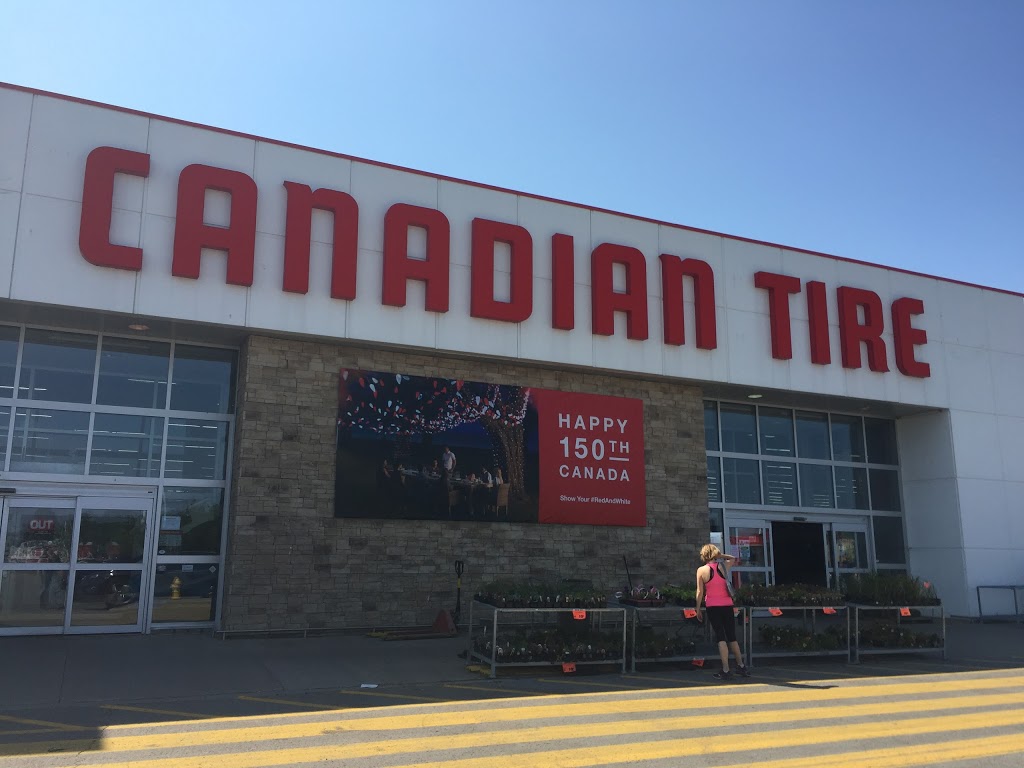 CANADIAN TIRE
HAPPY
150TH
CANADA
Show Your #RedAndWhite
OUT